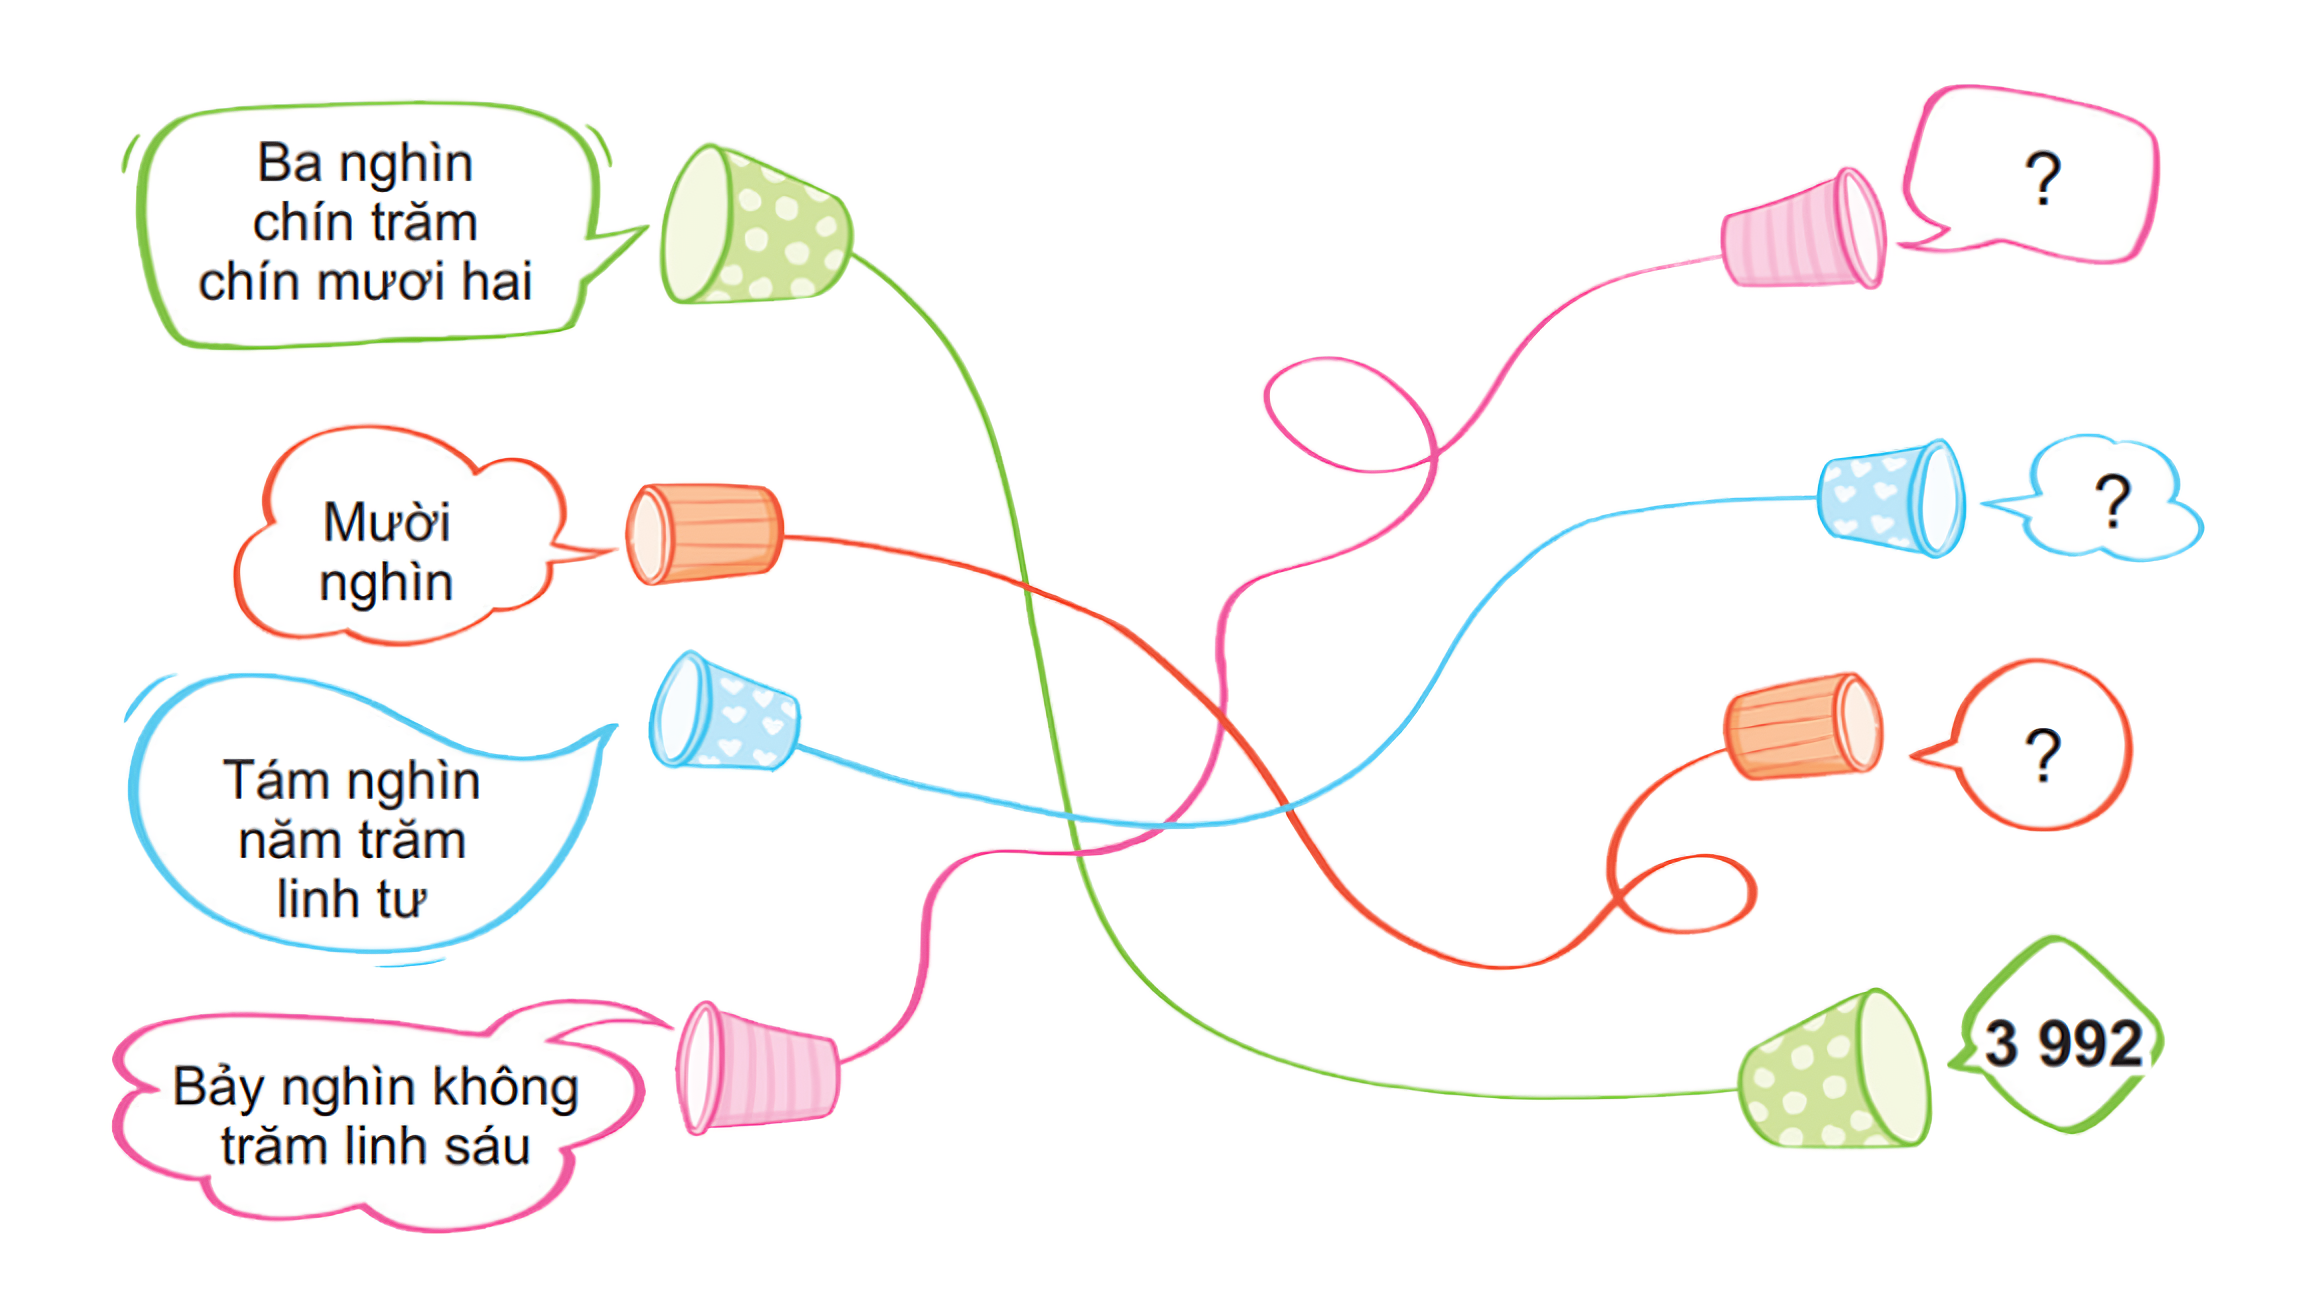 Ba nghìn
chín trăm
chín mươi hai
?
Mười
nghìn
?
Tám nghìn
năm trăm
linh tư
?
Bảy nghìn không
trăm linh sáu
3 992